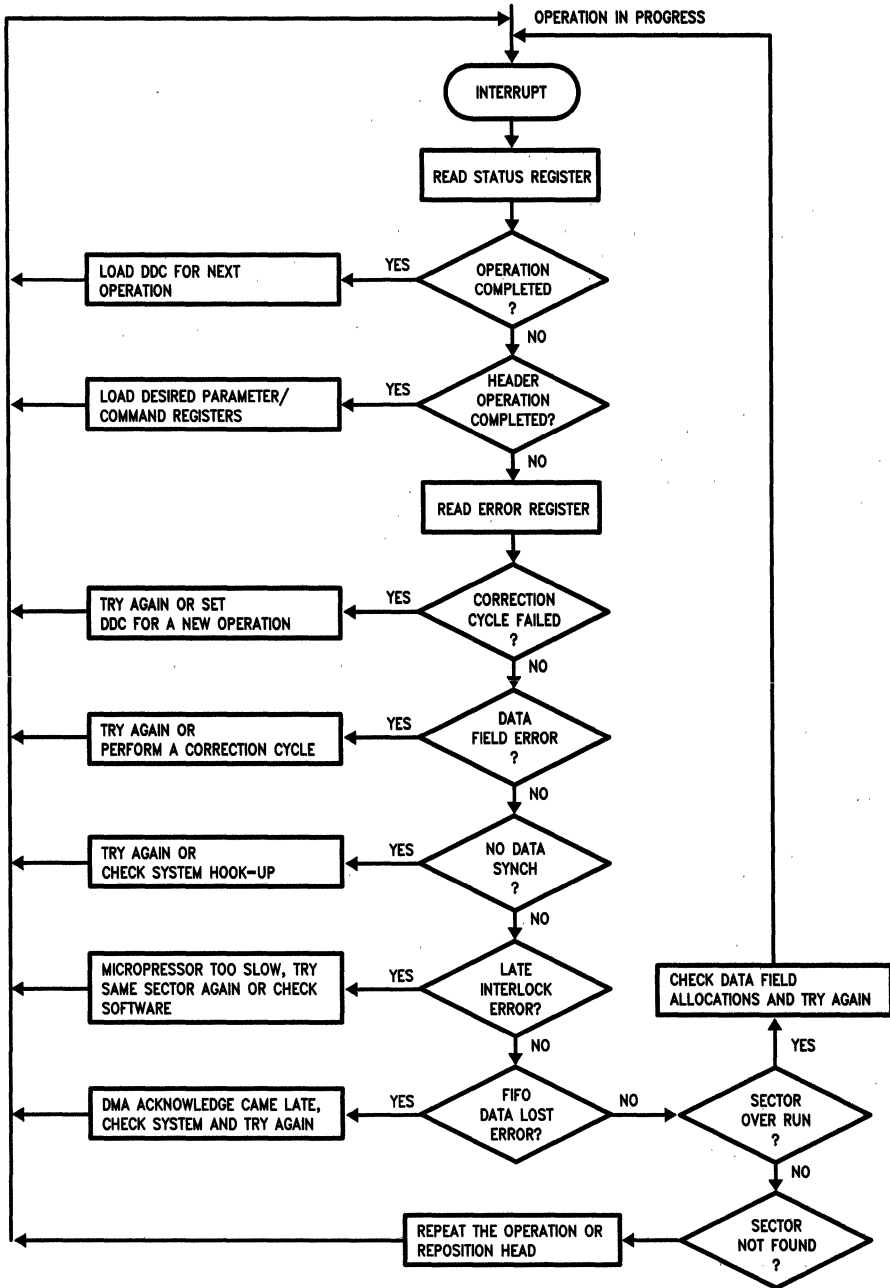 OPERATION IN PROGRESS
INTERRUPT
READ STATUS REGISTER
OPERATION
COMPLETED
?
YES
LOAD DDC FOR NEXT
OPERATION
NO
HEADER
OPERATION
COMPLETED?
YES
LOAD DESIRED PARAMETER/
COMMAND REGISTERS
NO
READ ERROR REGISTER
CORRECTION
CYCLE FAILED
?
YES
TRY AGAIN OR SET
DDC FOR A NEW OPERATION
NO
DATA
FIELD ERROR
?
YES
TRY AGAIN OR
PERFORM A CORRECTION CYCLE
NO
NO DATA
SYNCH
?
YES
TRY AGAIN OR
CHECK SYSTEM HOOK-UP
NO
LATE
INTERLOCK
ERROR?
YES
MICROPRESSOR TOO SLOW, TRY
SAME SECTOR AGAIN OR CHECK
SOFTWARE
NO
FIFO
DATA LOST
ERROR?
YES
DMA ACKNOWLEDGE CAME LATE,
CHECK SYSTEM AND TRY AGAIN
NO
SECTOR
OVER RUN
?
YES
CHECK DATA FIELD
ALLOCATIONS AND TRY AGAIN
NO
SECTOR
NOT FOUND
?
REPEAT THE OPERATION OR
REPOSITION HEAD